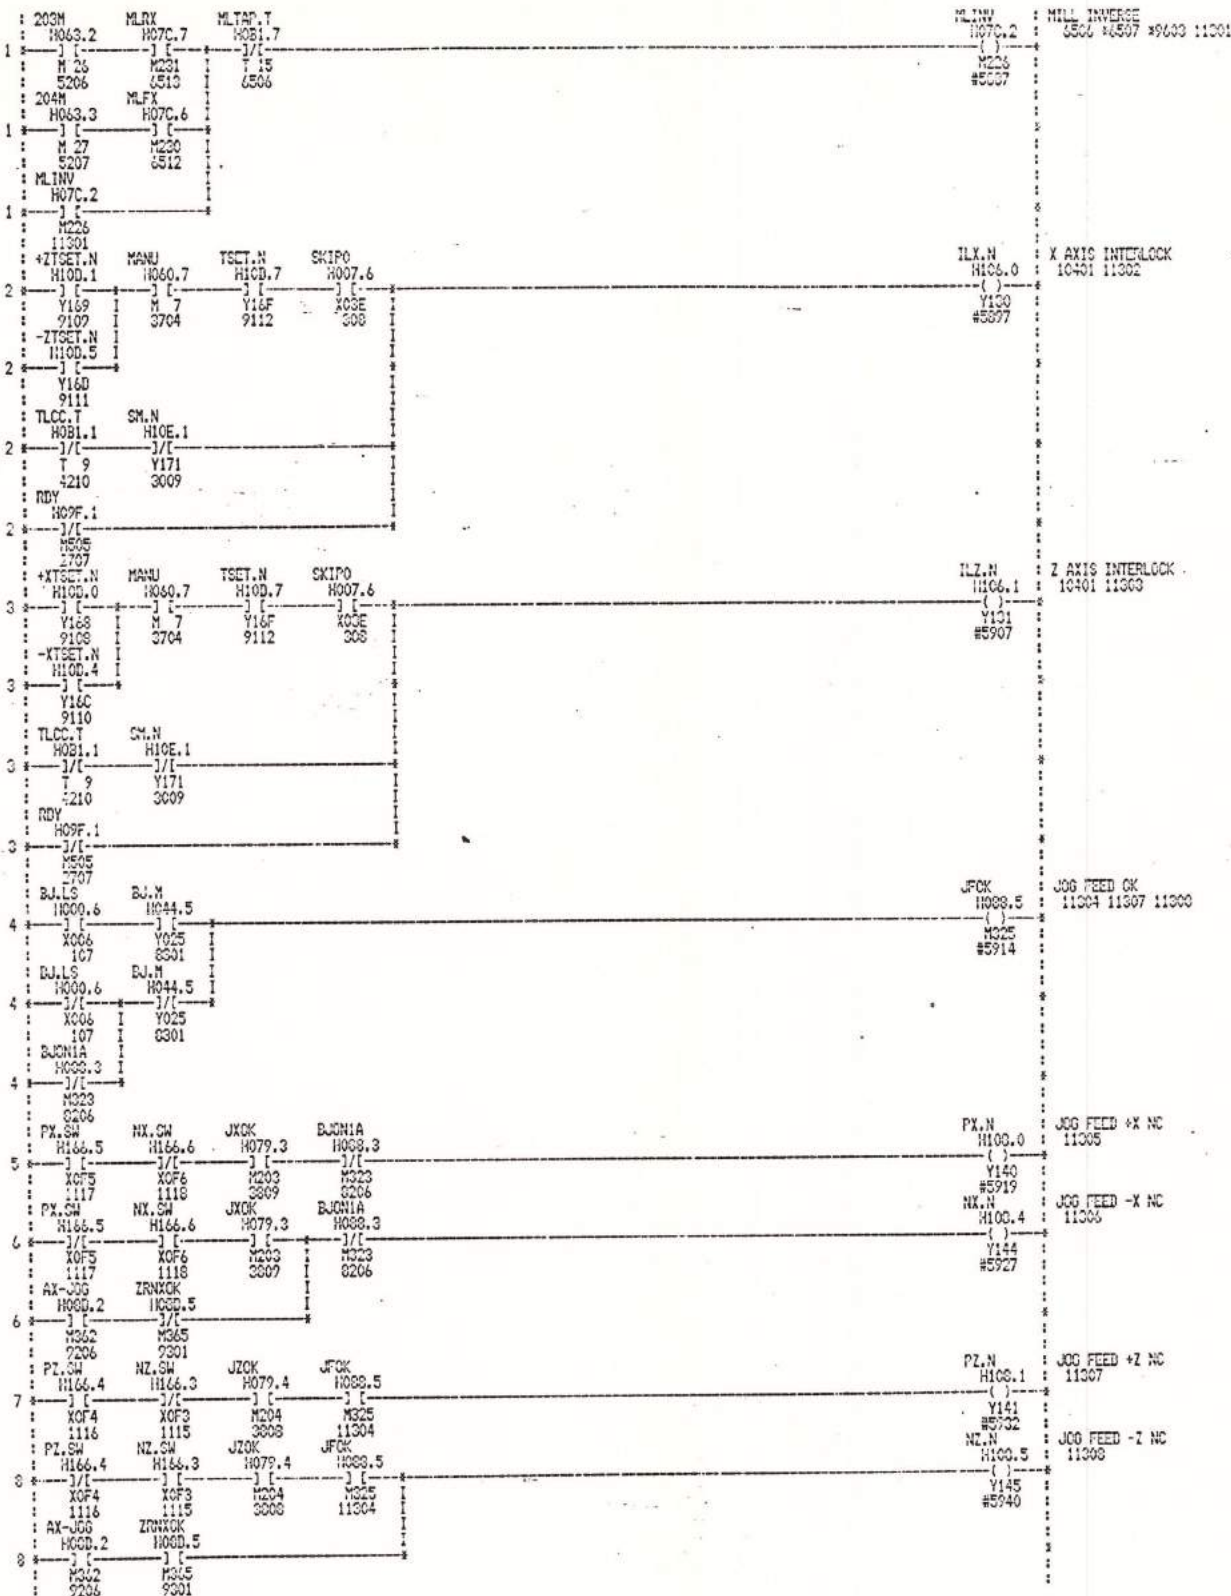 203M MLRX MLTAP.T MLINV MILL INVERSE
H063.2 H07C.7 H0B1.7 H07C.2 6506 *6507 *9603 11301
1 ] [ ] [ ]/[ ( )
M 26 M231 T 15 M226
5206 6513 6506 #5887
204M MLFX
H063.3 H07C.6
1 ] [ ] [
M 27 M230
5207 6512
MLINV
H07C.2
1 ] [
M226
11301
+ZTSET.N MANU TSET.N SKIP0 ILX.N X AXIS INTERLOCK
H10D.1 H060.7 H10D.7 H007.6 H106.0 10401 11302
2 ] [ ] [ ] [ ] [ ( )
Y169 M 7 Y16F X03E Y130
9109 3704 9112 308 #5897
-ZTSET.N
H10D.5
2 ] [
Y16D
9111
TLCC.T SM.N
H0B1.1 H10E.1
2 ]/[ ]/[
T 9 Y171
4210 3009
RDY
H09F.1
2 ]/[
M505
2707
+XTSET.N MANU TSET.N SKIP0 ILZ.N Z AXIS INTERLOCK
H10D.0 H060.7 H10D.7 H007.6 H106.1 10401 11303
3 ] [ ] [ ] [ ] [ ( )
Y168 M 7 Y16F X03E Y131
9108 3704 9112 308 #5907
-XTSET.N
H10D.4
3 ] [
Y16C
9110
TLCC.T SM.N
H0B1.1 H10E.1
3 ]/[ ]/[
T 9 Y171
4210 3009
RDY
H09F.1
3 ]/[
M505
2707
BJ.LS BJ.M JFOK JOG FEED OK
H000.6 H044.5 H088.5 11304 11307 11308
4 ] [ ] [ ( )
X006 Y025 M325
107 8301 #5914
BJ.LS BJ.M
H000.6 H044.5
4 ]/[ ]/[
X006 Y025
107 8301
BJON1A
H088.3
4 ]/[
M323
8206
PX.SW NX.SW JXOK BJON1A PX.N JOG FEED +X NC
H166.5 H166.6 H079.3 H088.3 H108.0 11305
5 ] [ ]/[ ] [ ]/[ ( )
X0F5 X0F6 M203 M323 Y140
1117 1118 3809 8206 #5919
PX.SW NX.SW JXOK BJON1A NX.N JOG FEED -X NC
H166.5 H166.6 H079.3 H088.3 H108.4 11306
6 ]/[ ] [ ] [ ]/[ ( )
X0F5 X0F6 M203 M323 Y144
1117 1118 3809 8206 #5927
AX-JOG ZRNXOK
H08D.2 H08D.5
6 ] [ ]/[
M362 M365
9206 9301
PZ.SW NZ.SW JZOK JFOK PZ.N JOG FEED +Z NC
H166.4 H166.3 H079.4 H088.5 H108.1 11307
7 ] [ ]/[ ] [ ] [ ( )
X0F4 X0F3 M204 M325 Y141
1116 1115 3808 11304 #5932
PZ.SW NZ.SW JZOK JFOK NZ.N JOG FEED -Z NC
H166.4 H166.3 H079.4 H088.5 H108.5 11308
8 ]/[ ] [ ] [ ] [ ( )
X0F4 X0F3 M204 M325 Y145
1116 1115 3808 11304 #5940
AX-JOG ZRNXOK
H08D.2 H08D.5
8 ] [ ] [
M362 M365
9206 9301